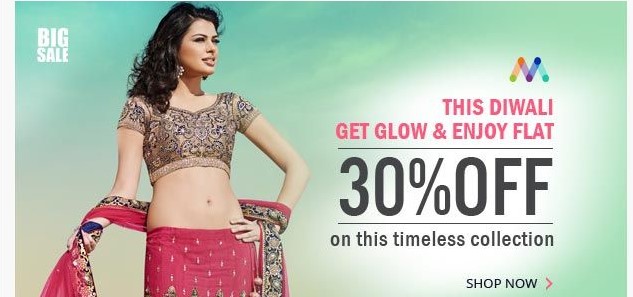 BIG
SALE
THIS DIWALI
GET GLOW & ENJOY FLAT
30%OFF
on this timeless collection
SHOP NOW